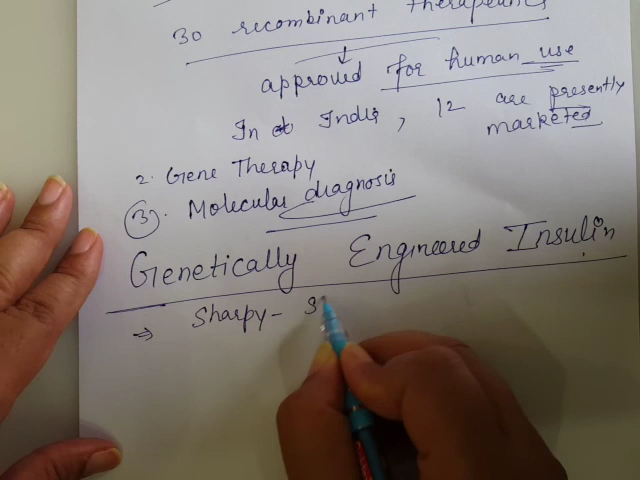 30 recombinant therapeutics
approved for human use
In India, 12 are presently
marketed
2. Gene Therapy
3. Molecular diagnosis
Genetically Engineered Insulin
⇒ Sharpy - S